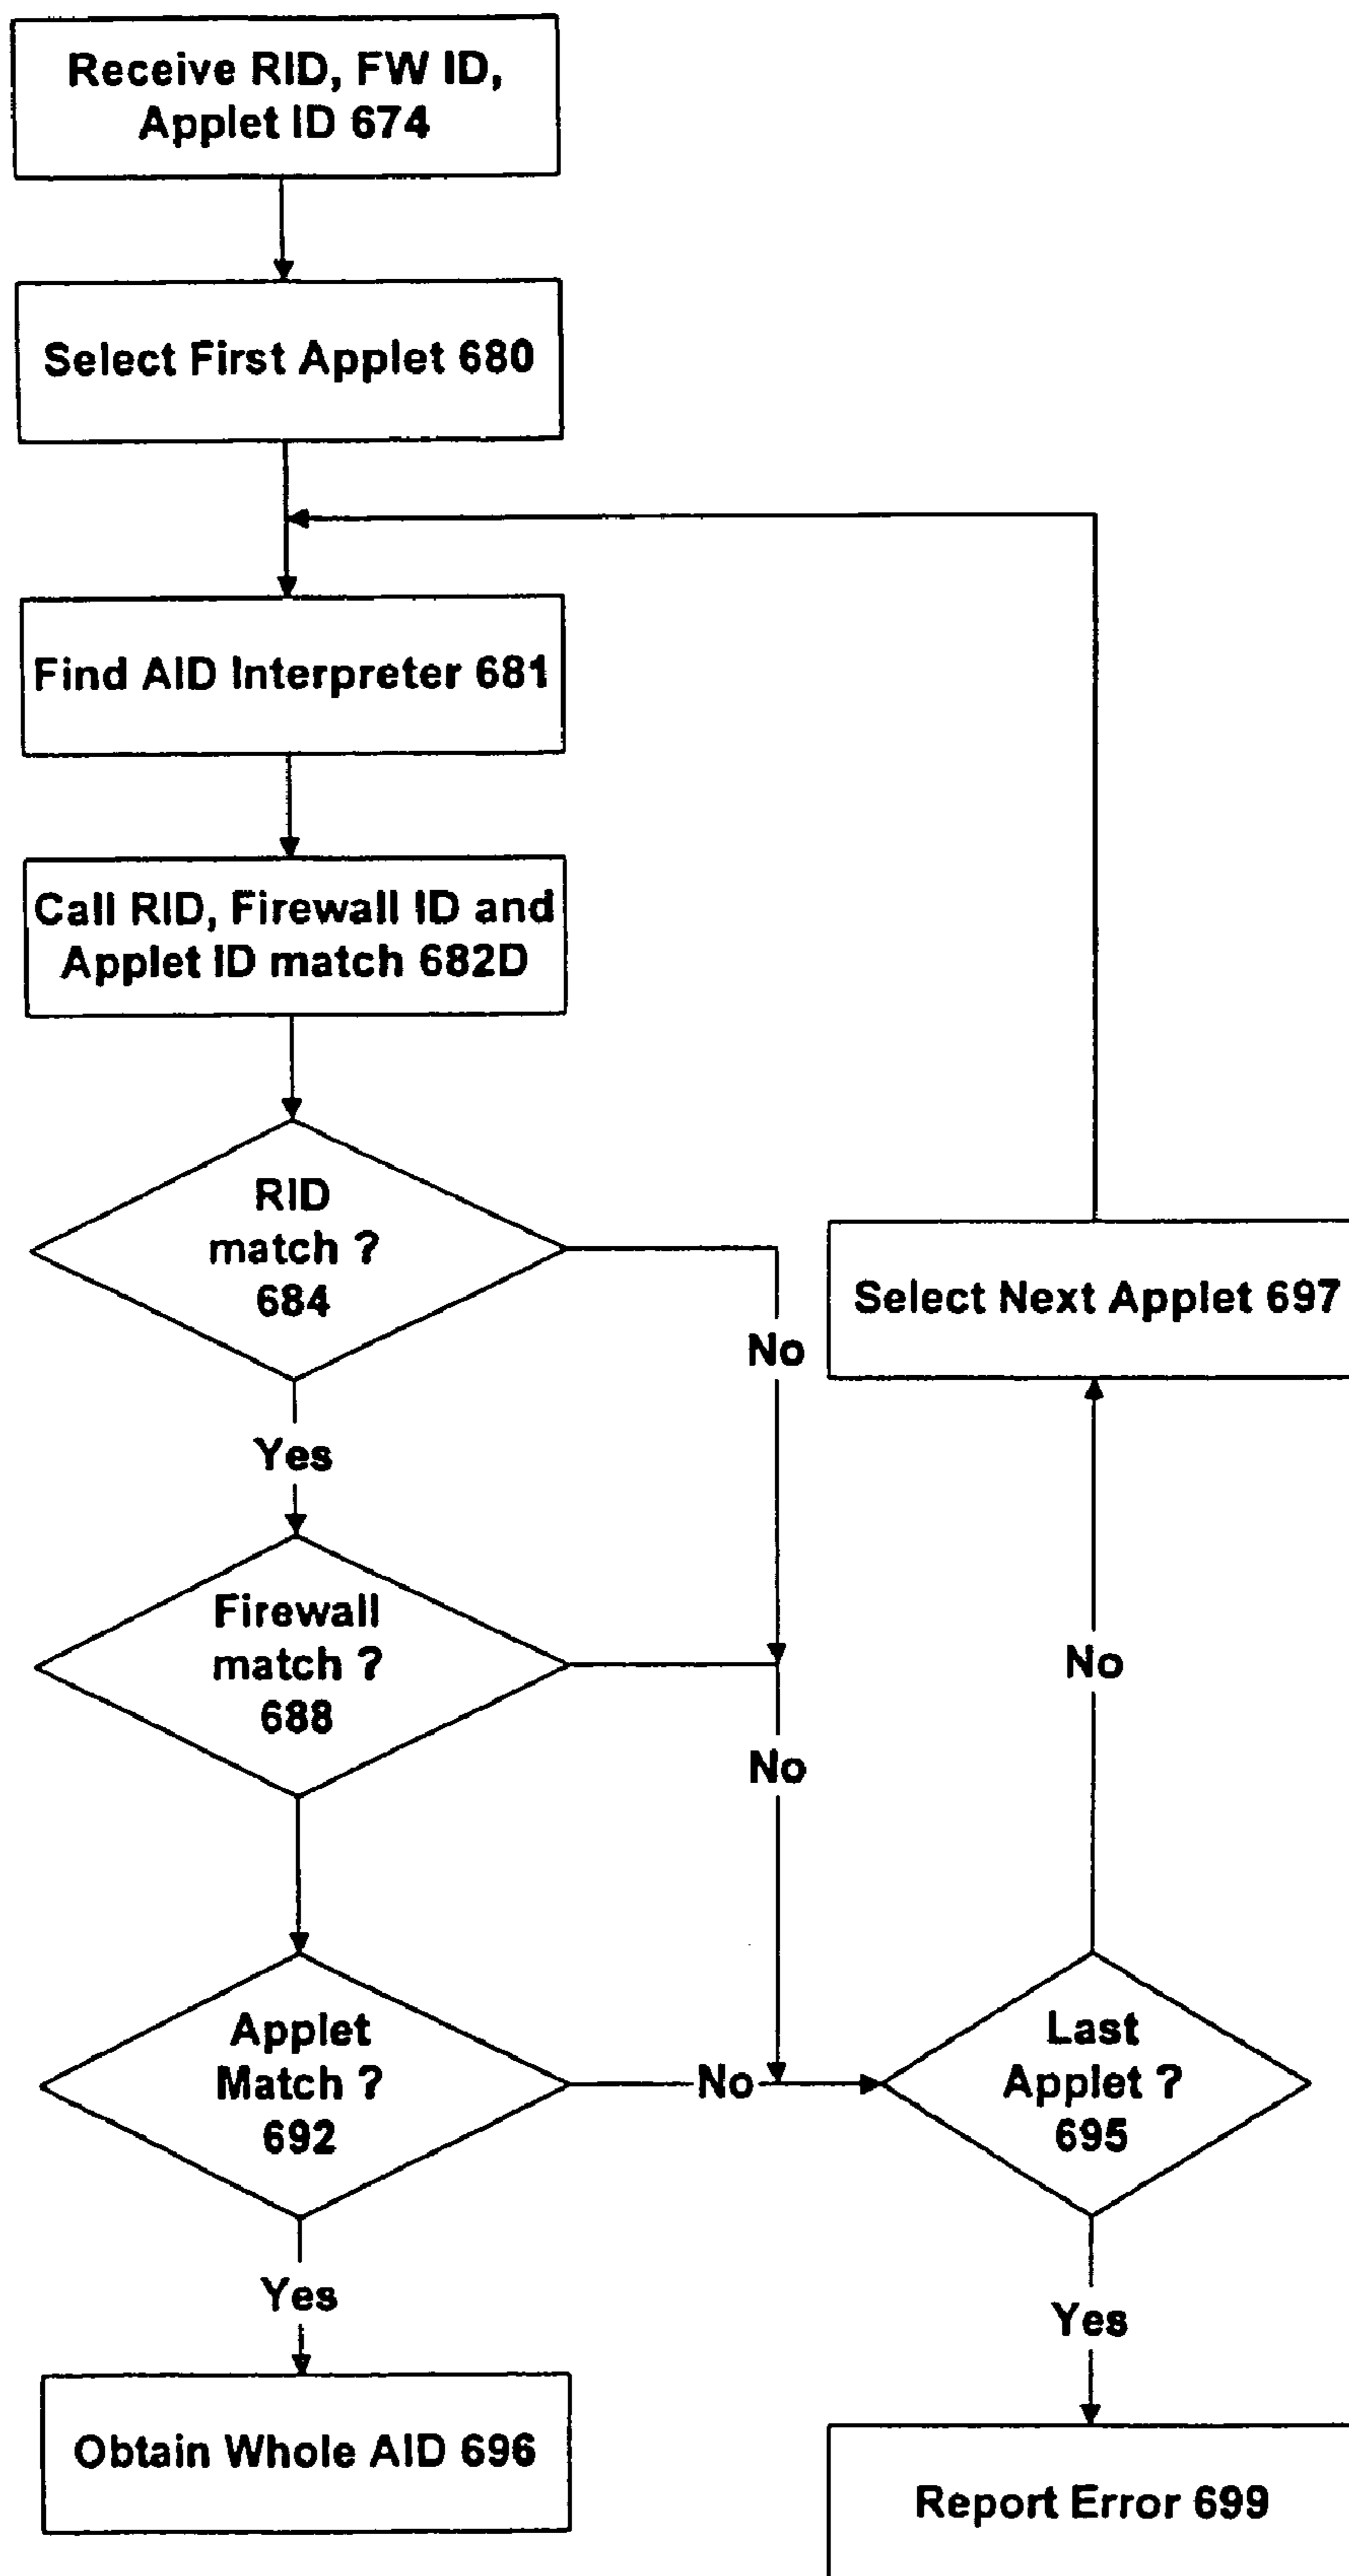 Receive RID, FW ID,
Applet ID 674
Select First Applet 680
Find AID Interpreter 681
Call RID, Firewall ID and
Applet ID match 682D
RID
match ?
684
No
Yes
Select Next Applet 697
Firewall
match ?
688
No
No
Applet
Match ?
692
No
Last
Applet ?
695
Yes
Yes
Obtain Whole AID 696
Report Error 699